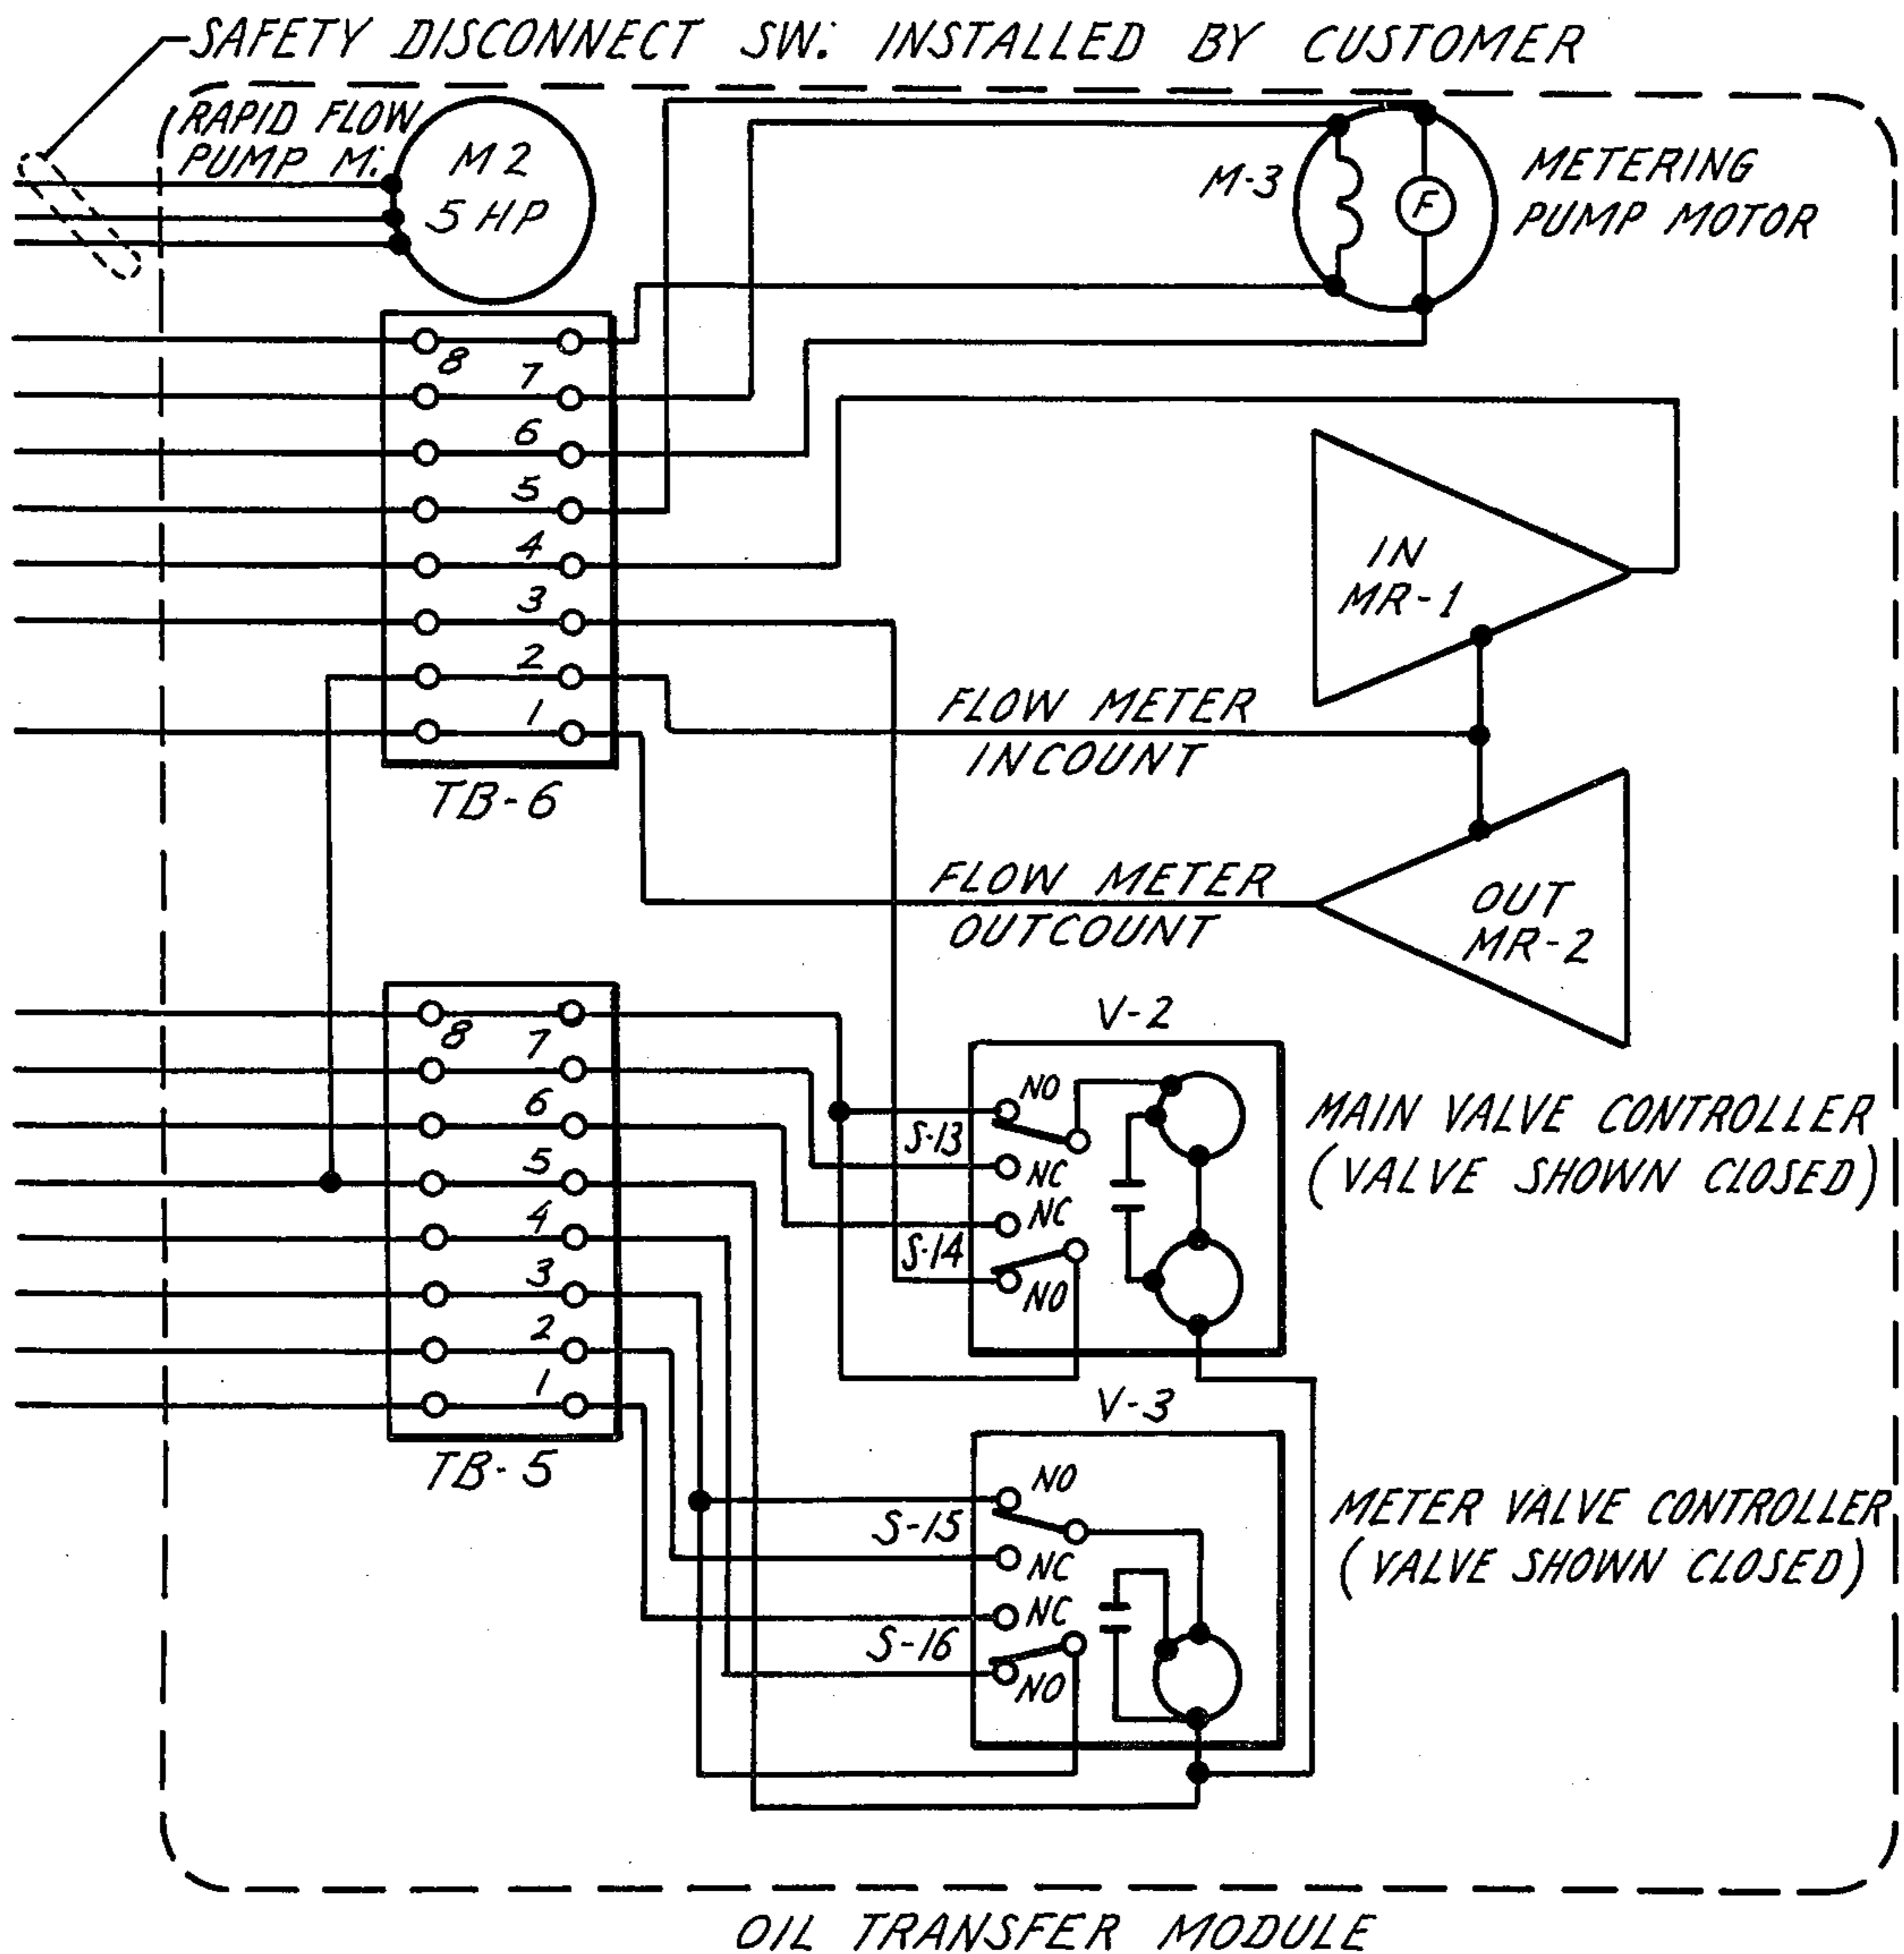 SAFETY DISCONNECT SW. INSTALLED BY CUSTOMER
RAPID FLOW
PUMP M.
M2
5 HP
M-3
F
METERING
PUMP MOTOR
8
7
6
5
4
3
2
1
TB-6
IN
MR-1
FLOW METER
INCOUNT
FLOW METER
OUTCOUNT
OUT
MR-2
8
7
6
5
4
3
2
1
TB-5
V-2
NO
S-13
NC
NC
S-14
NO
MAIN VALVE CONTROLLER
(VALVE SHOWN CLOSED)
V-3
NO
S-15
NC
NC
S-16
NO
METER VALVE CONTROLLER
(VALVE SHOWN CLOSED)
OIL TRANSFER MODULE